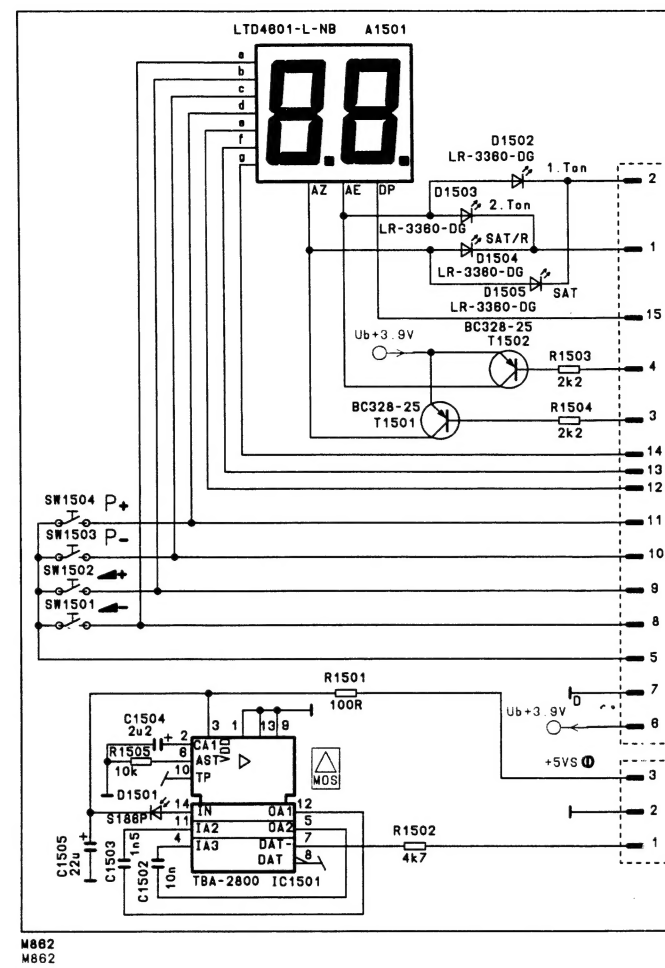 LTD4601-L-NB A1501
a
b
c
d
e
f
g
AZ AE DP
D1502
LR-3360-DG
1.Ton
2
D1503
2.Ton
LR-3360-DG
SAT/R
1
D1504
LR-3360-DG
D1505
SAT
LR-3360-DG
15
BC328-25
T1502
Ub+3.9V
R1503
4
2k2
BC328-25
T1501
R1504
3
2k2
14
13
12
SW1504 P+
11
SW1503 P-
10
SW1502 +
9
SW1501 -
8
5
R1501
100R
7
D
Ub+3.9V
6
C1504
2u2
3 1 13 9
+
2 CA1 VDD
R1505
8 AST
10k
10 TP
MOS
+5VS
3
D1501
S186P
14 IN OA1 12
2
11 IA2 OA2 5
4 IA3 DAT- 7
R1502
1
4k7
DAT 8
TBA-2800 IC1501
+
C1505
22u
C1503
1n5
C1502
10n
M862
M862